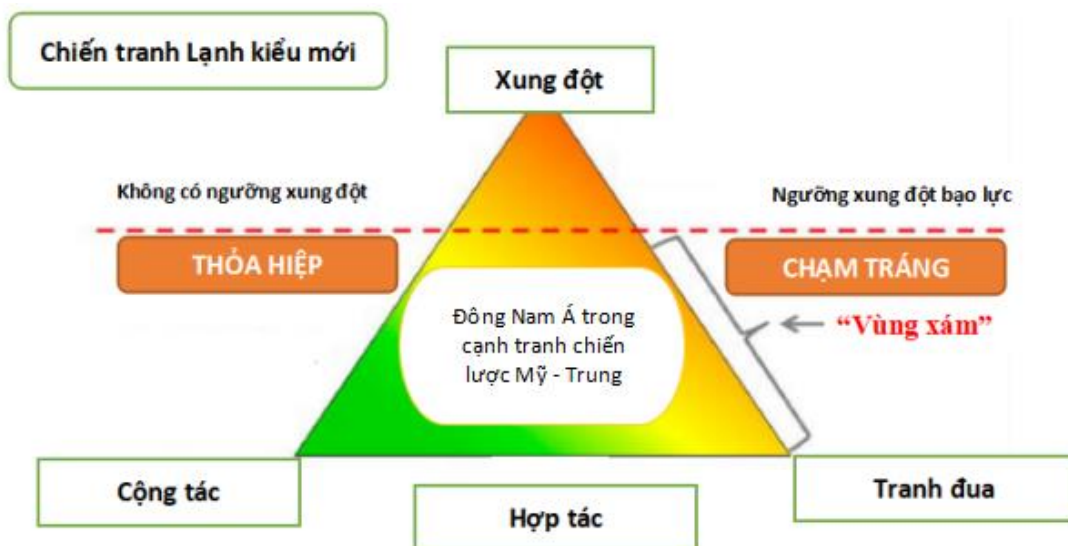 Chiến tranh Lạnh kiểu mới
Xung đột
Không có ngưỡng xung đột
Ngưỡng xung đột bạo lực
THỎA HIỆP
CHẠM TRÁNG
Đông Nam Á trong
cạnh tranh chiến
lược Mỹ - Trung
“Vùng xám”
Cộng tác
Hợp tác
Tranh đua